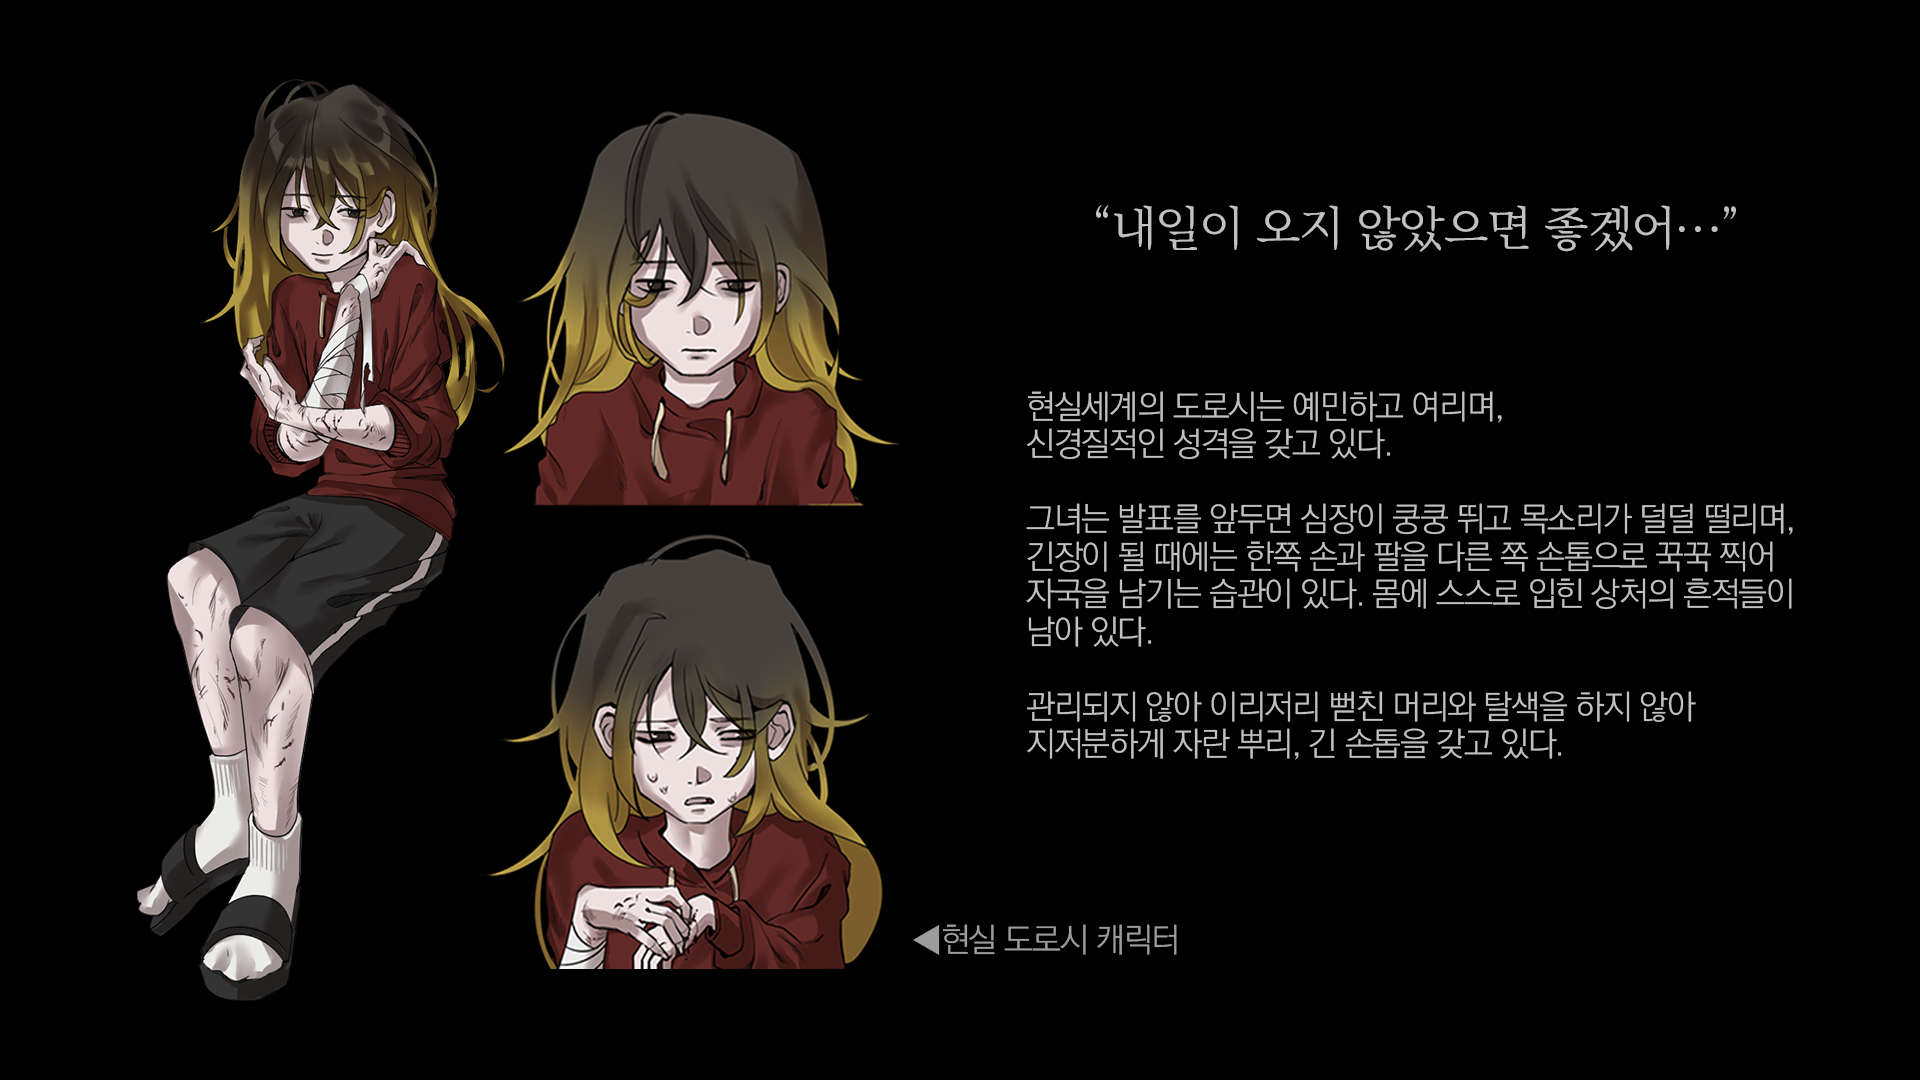 “내일이 오지 않았으면 좋겠어…”
현실세계의 도로시는 예민하고 여리며,
신경질적인 성격을 갖고 있다.
그녀는 발표를 앞두면 심장이 쿵쿵 뛰고 목소리가 덜덜 떨리며,
긴장이 될 때에는 한쪽 손과 팔을 다른 쪽 손톱으로 꾹꾹 찍어
자국을 남기는 습관이 있다. 몸에 스스로 입힌 상처의 흔적들이
남아 있다.
관리되지 않아 이리저리 뻗친 머리와 탈색을 하지 않아
지저분하게 자란 뿌리, 긴 손톱을 갖고 있다.
◀현실 도로시 캐릭터